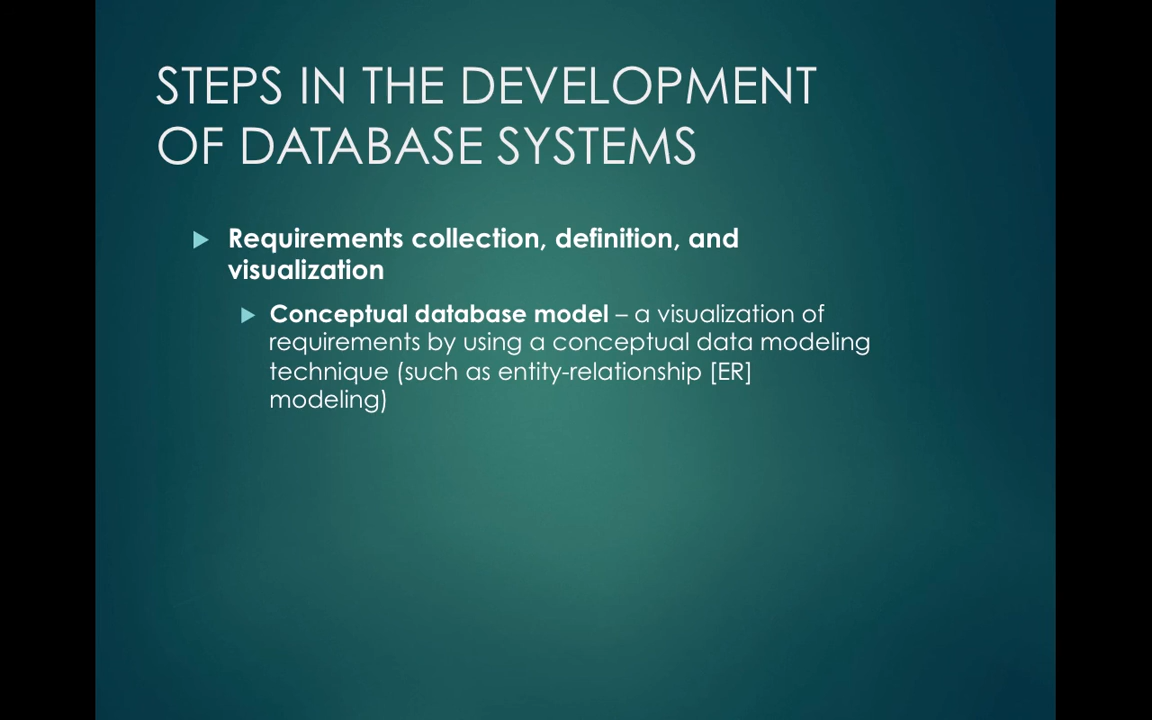 STEPS IN THE DEVELOPMENT
OF DATABASE SYSTEMS
Requirements collection, definition, and
visualization
Conceptual database model – a visualization of
requirements by using a conceptual data modeling
technique (such as entity-relationship [ER]
modeling)